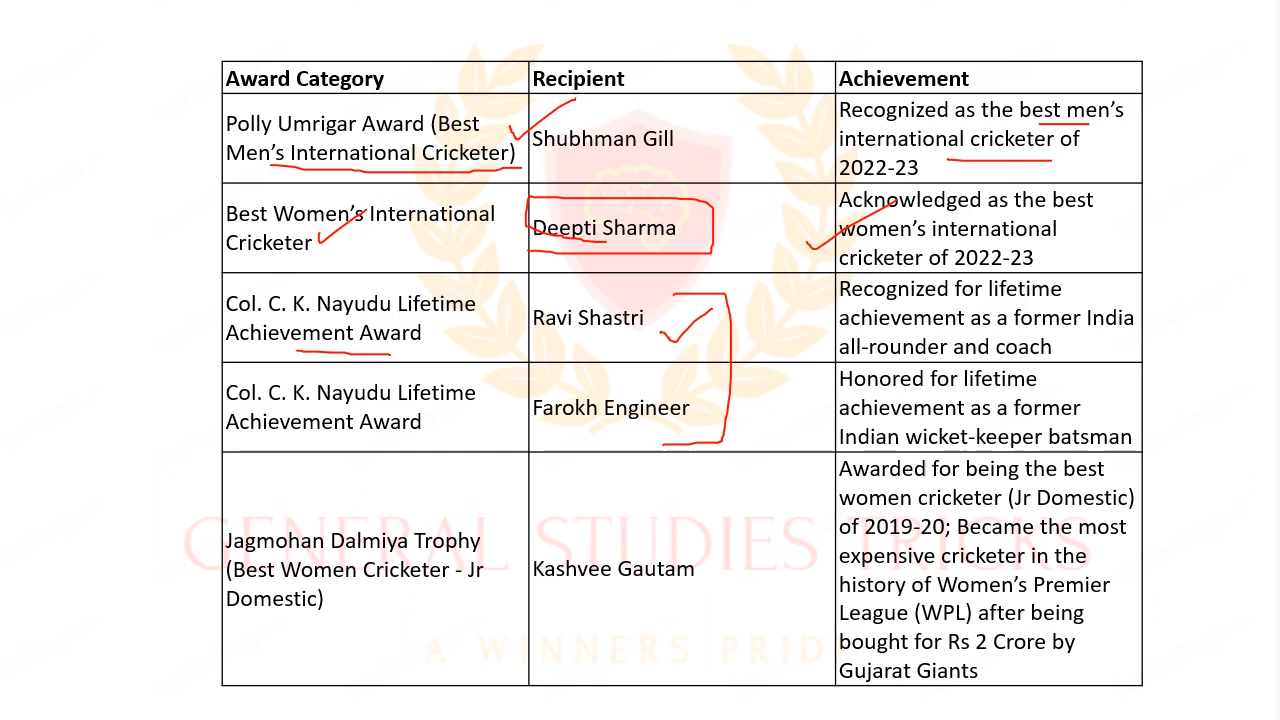 Award Category
Recipient
Achievement
Polly Umrigar Award (Best
Men's International Cricketer)
Shubhman Gill
Recognized as the best men's
international cricketer of
2022-23
Best Women's International
Cricketer
Deepti Sharma
Acknowledged as the best
women's international
cricketer of 2022-23
Col. C. K. Nayudu Lifetime
Achievement Award
Ravi Shastri
Recognized for lifetime
achievement as a former India
all-rounder and coach
Col. C. K. Nayudu Lifetime
Achievement Award
Farokh Engineer
Honored for lifetime
achievement as a former
Indian wicket-keeper batsman
Jagmohan Dalmiya Trophy
(Best Women Cricketer - Jr
Domestic)
Kashvee Gautam
Awarded for being the best
women cricketer (Jr Domestic)
of 2019-20; Became the most
expensive cricketer in the
history of Women's Premier
League (WPL) after being
bought for Rs 2 Crore by
Gujarat Giants
GENERAL STUDIES TRICKS
A WINNERS PRIDE